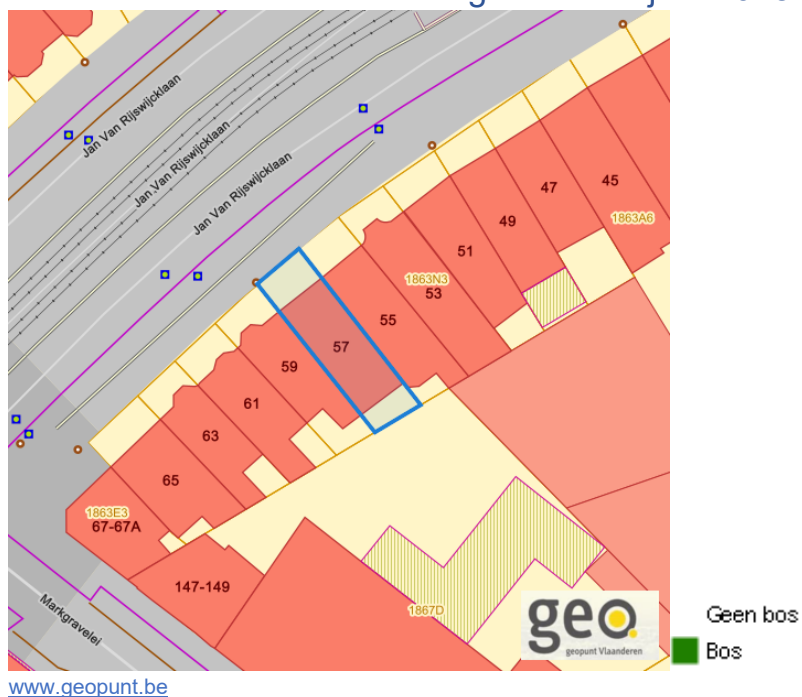 Jan Van Rijswijcklaan
Jan Van Rijswijcklaan
Jan Van Rijswijcklaan
45
47
1863A6
49
51
1863N3
53
55
57
59
61
63
65
1863E3
67-67A
147-149
Markgravelei
1867D
geo
geopunt Vlaanderen
Geen bos
Bos
www.geopunt.be